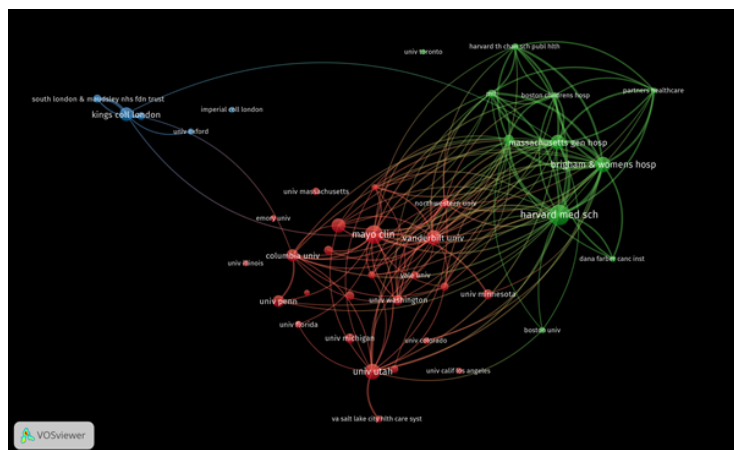 univ toronto
harvard th chan sch publ hlth
south london & maudsley nhs fdn trust
kings coll london
imperial coll london
univ oxford
mit
boston childrens hosp
partners healthcare
massachusetts gen hosp
brigham & womens hosp
univ massachusetts
northwestern univ
harvard med sch
emory univ
mayo clin
vanderbilt univ
columbia univ
univ illinois
yale univ
dana farber canc inst
univ penn
univ washington
univ minnesota
univ florida
boston univ
univ michigan
univ colorado
univ utah
univ calif los angeles
va salt lake city hlth care syst
VOSviewer